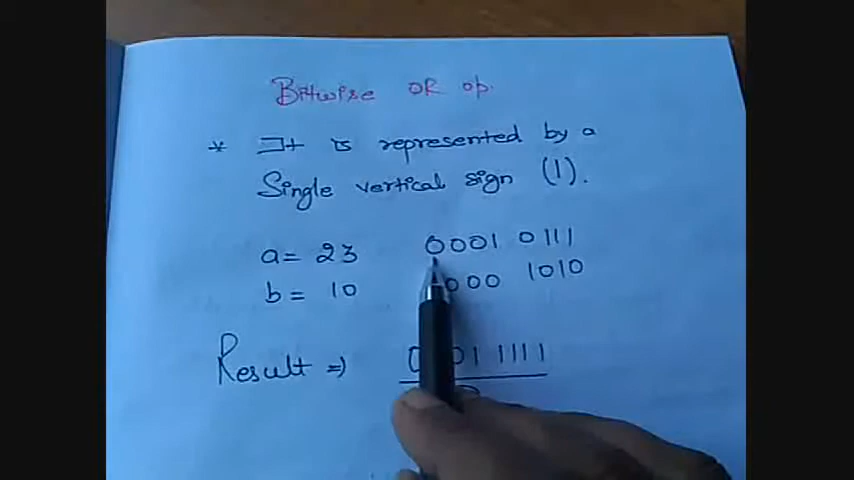 Bitwise OR op.
* It is represented by a
Single vertical sign (|).
a = 23 0001 0111
b = 10 000 1010
Result => 0 01 1111